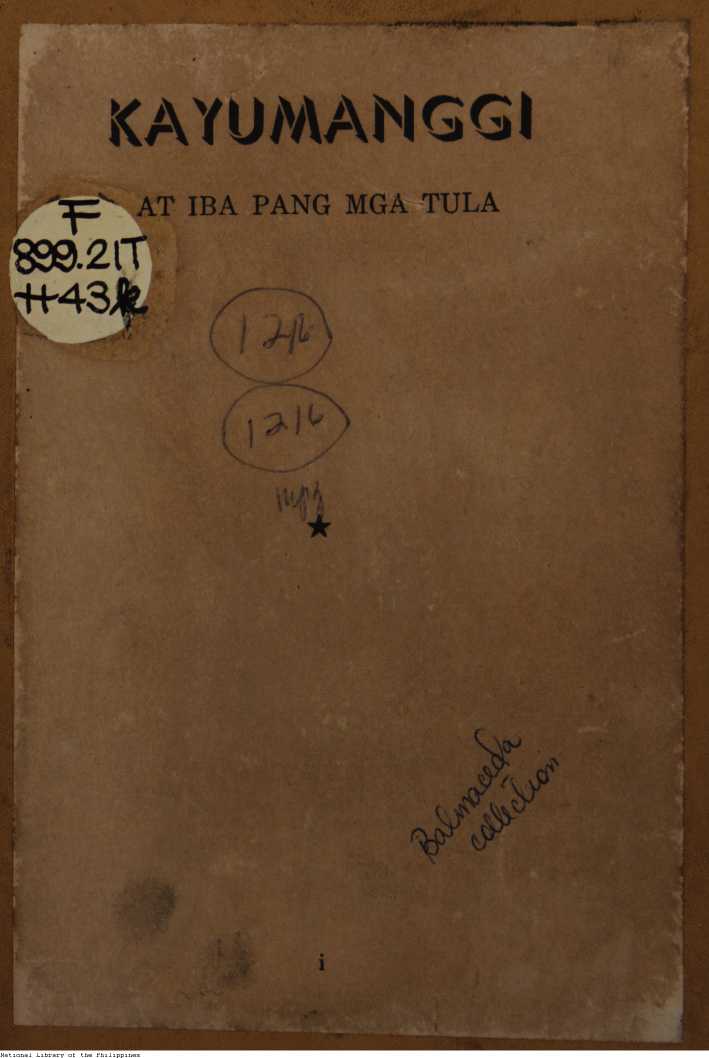 KAYUMANGGI
AT IBA PANG MGA TULA
F
899.21T
H43k
1216
1216
★
Balmaceda
collection
i
National Library of the Philippines